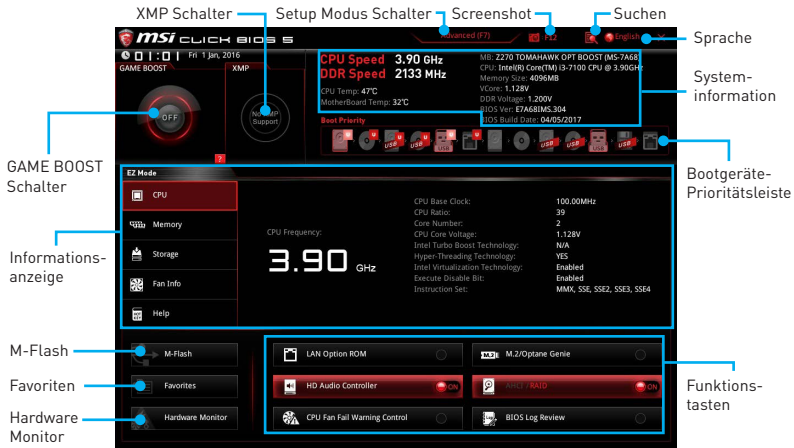 XMP Schalter
Setup Modus Schalter
Screenshot
Suchen
msi CLICK BIOS 5
Advanced (F7)
F12
English
X
Sprache
Fri 1 Jan, 2016
GAME BOOST
XMP
OFF
No XMP
Support
CPU Speed 3.90 GHz
DDR Speed 2133 MHz
CPU Temp: 47°C
MotherBoard Temp: 32°C
MB: Z270 TOMAHAWK OPT BOOST (MS-7A68)
CPU: Intel(R) Core(TM) i3-7100 CPU @ 3.90GHz
Memory Size: 4096MB
VCore: 1.128V
DDR Voltage: 1.200V
BIOS Ver: E7A68IMS.304
BIOS Build Date: 04/05/2017
System-
information
Boot Priority
U
U
USB
USB
U
USB
U
USB
USB
USB
USB
Bootgeräte-
Prioritätsleiste
GAME BOOST
Schalter
?
EZ Mode
CPU
Memory
Storage
Fan Info
Help
Informations-
anzeige
CPU Frequency:
3.90 GHz
CPU Base Clock: 100.00MHz
CPU Ratio: 39
Core Number: 2
CPU Core Voltage: 1.128V
Intel Turbo Boost Technology: N/A
Hyper-Threading Technology: YES
Intel Virtualization Technology: Enabled
Execute Disable Bit: Enabled
Instruction Set: MMX, SSE, SSE2, SSE3, SSE4
M-Flash
M-Flash
Favoriten
Favorites
Hardware
Monitor
Hardware Monitor
LAN Option ROM
M.2
M.2/Optane Genie
HD Audio Controller
ON
AHCI /RAID
ON
CPU Fan Fail Warning Control
BIOS Log Review
Funktions-
tasten